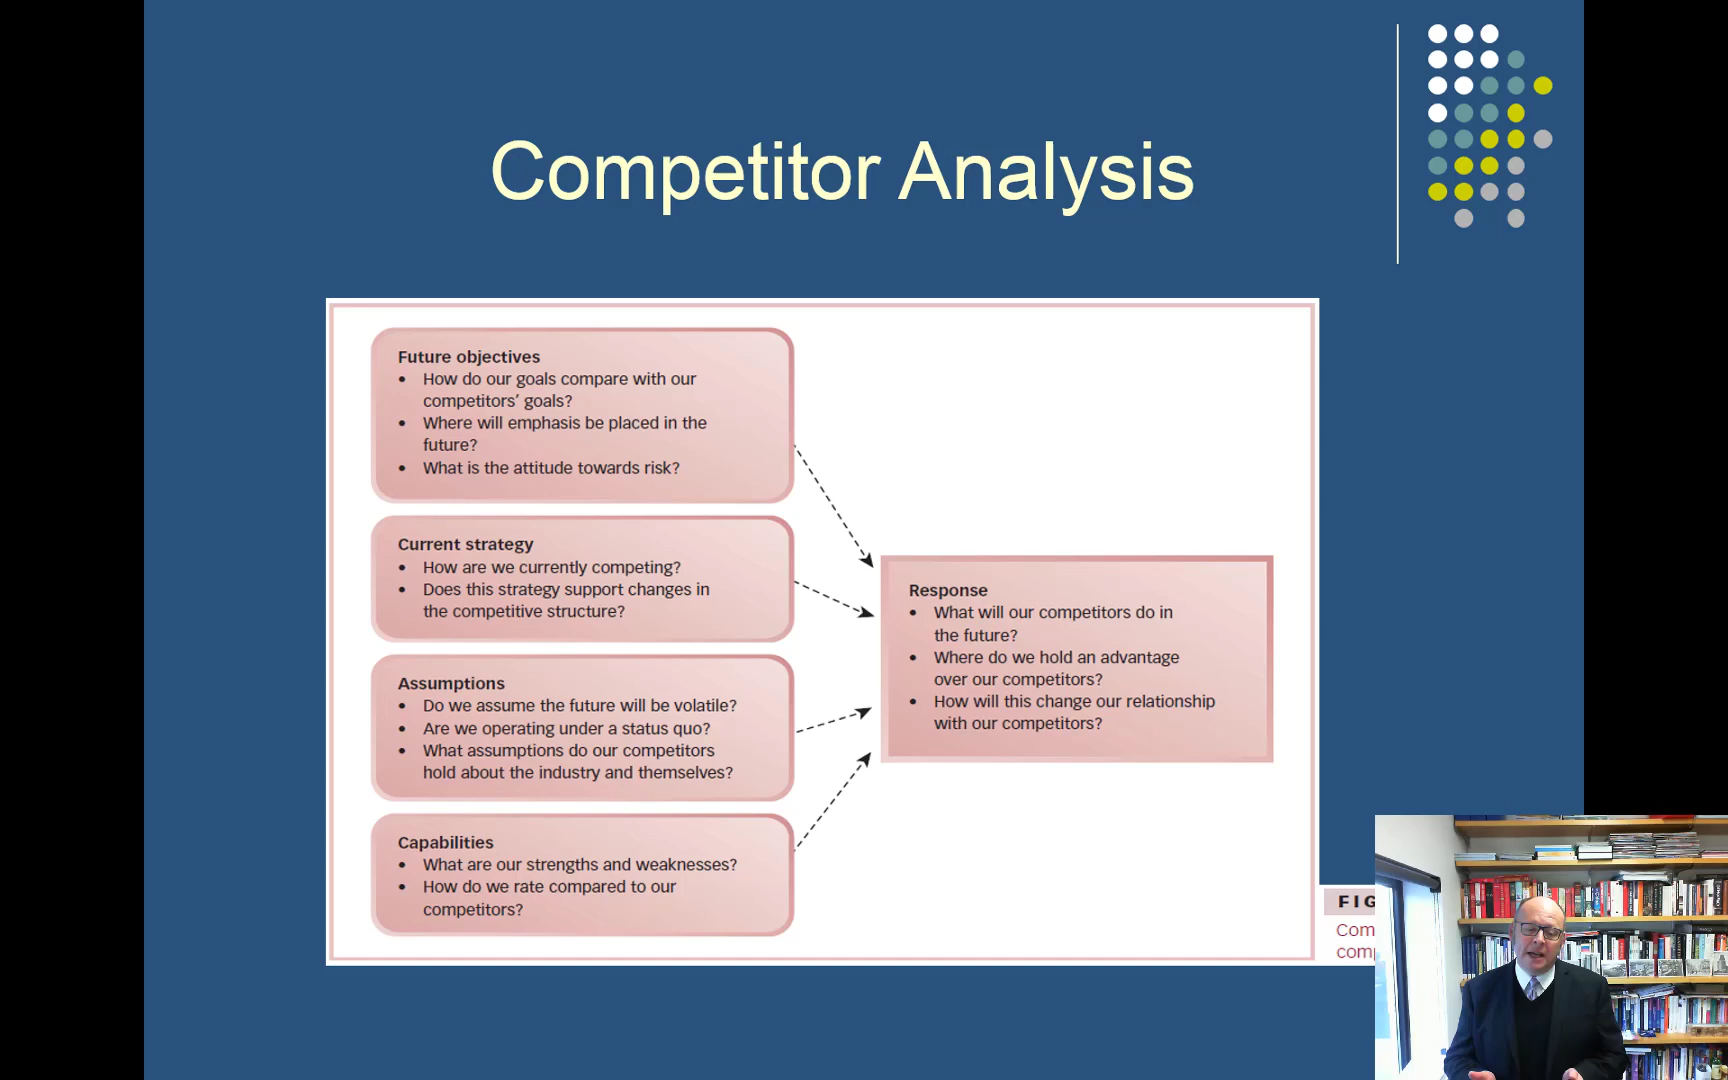 Competitor Analysis
Future objectives
• How do our goals compare with our
competitors' goals?
• Where will emphasis be placed in the
future?
• What is the attitude towards risk?
Current strategy
• How are we currently competing?
• Does this strategy support changes in
the competitive structure?
Assumptions
• Do we assume the future will be volatile?
• Are we operating under a status quo?
• What assumptions do our competitors
hold about the industry and themselves?
Capabilities
• What are our strengths and weaknesses?
• How do we rate compared to our
competitors?
Response
• What will our competitors do in
the future?
• Where do we hold an advantage
over our competitors?
• How will this change our relationship
with our competitors?
FIG
Com
comp